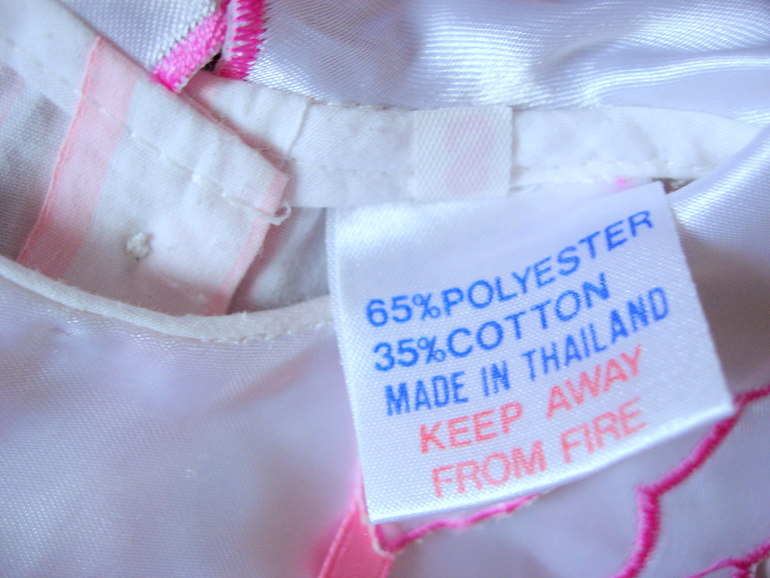 65%POLYESTER
35%COTTON
MADE IN THAILAND
KEEP AWAY
FROM FIRE